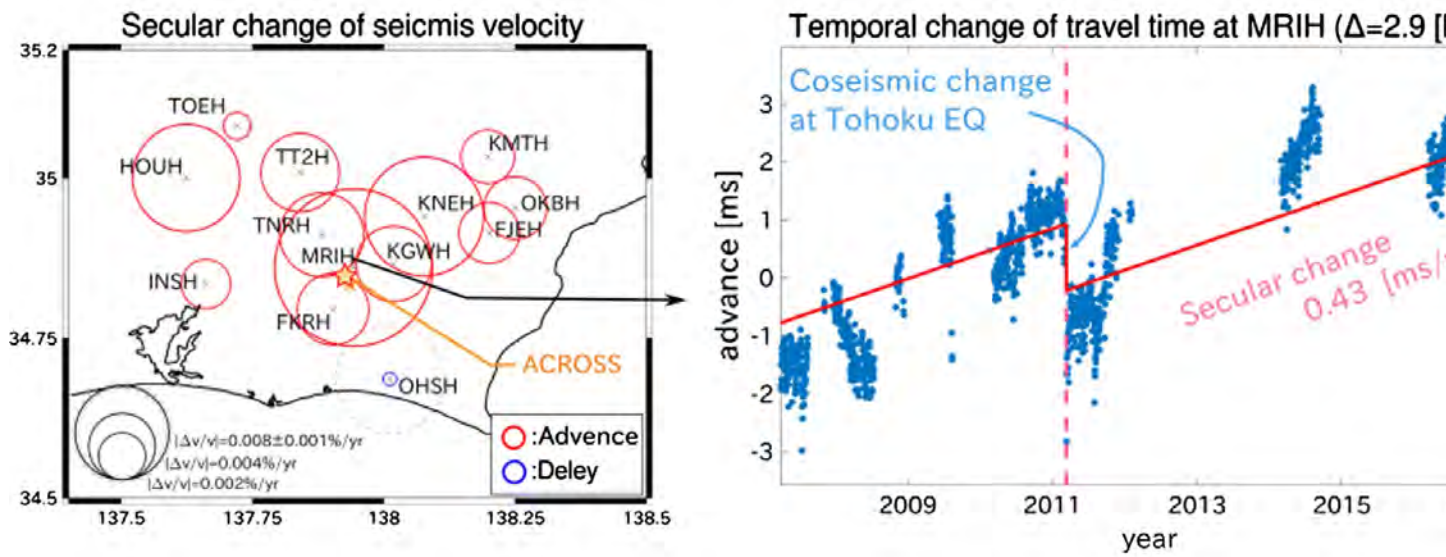 Secular change of seicmis velocity
35.2
35
34.75
34.5
137.5
137.75
138
138.25
138.5
TOEH
HOUH
TT2H
KMTH
KNEH
OKBH
TNRH
FJEH
MRIH
KGWH
INSH
FKRH
ACROSS
OHSH
|Δv/v|=0.008±0.001%/yr
|Δv/v|=0.004%/yr
|Δv/v|=0.002%/yr
:Advence
:Deley
Temporal change of travel time at MRIH (Δ=2.9 [
Coseismic change
at Tohoku EQ
Secular change
0.43 [ms/
advance [ms]
3
2
1
0
-1
-2
-3
2009
2011
2013
2015
year